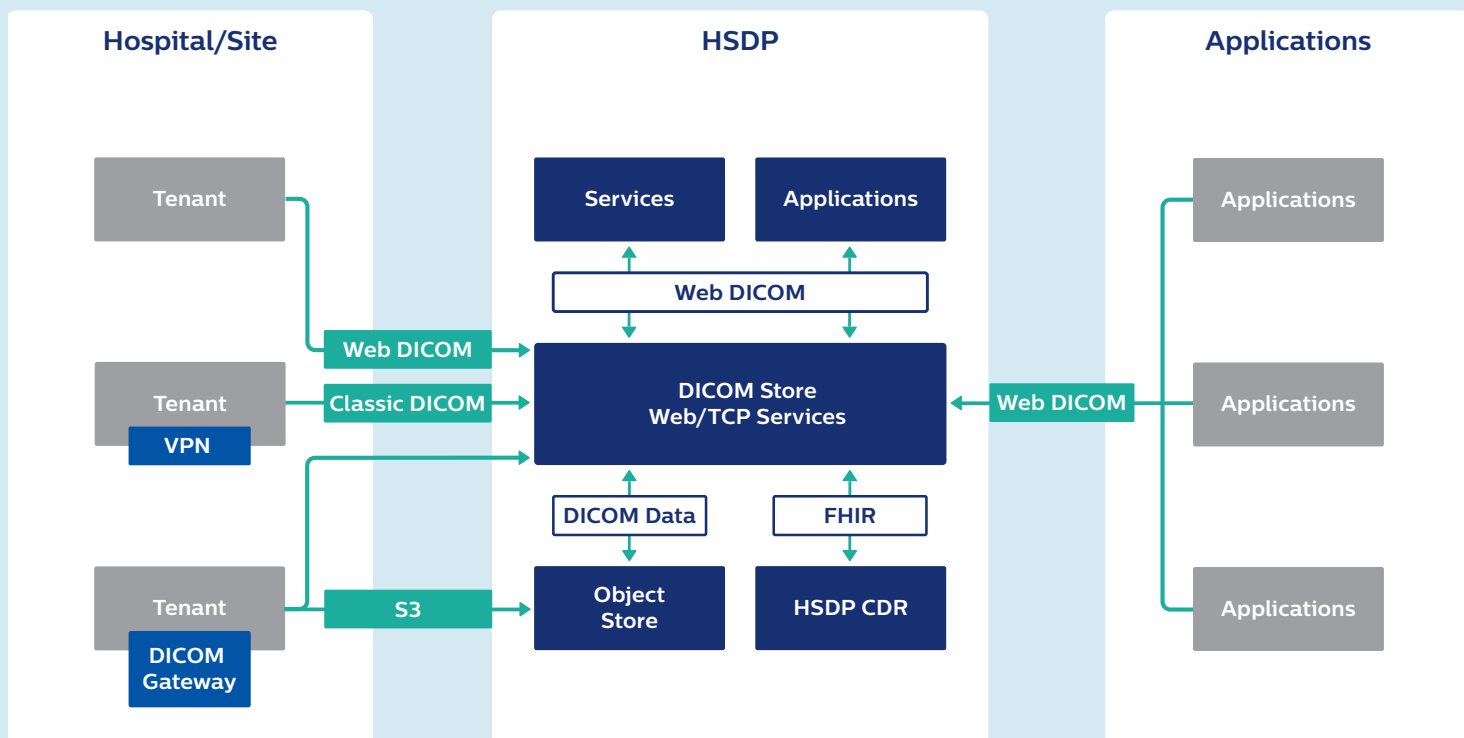 Hospital/Site
HSDP
Applications
Tenant
Services
Applications
Applications
Web DICOM
Web DICOM
DICOM Store
Web/TCP Services
Tenant
VPN
Classic DICOM
Web DICOM
Applications
DICOM Data
FHIR
Tenant
DICOM
Gateway
S3
Object
Store
HSDP CDR
Applications